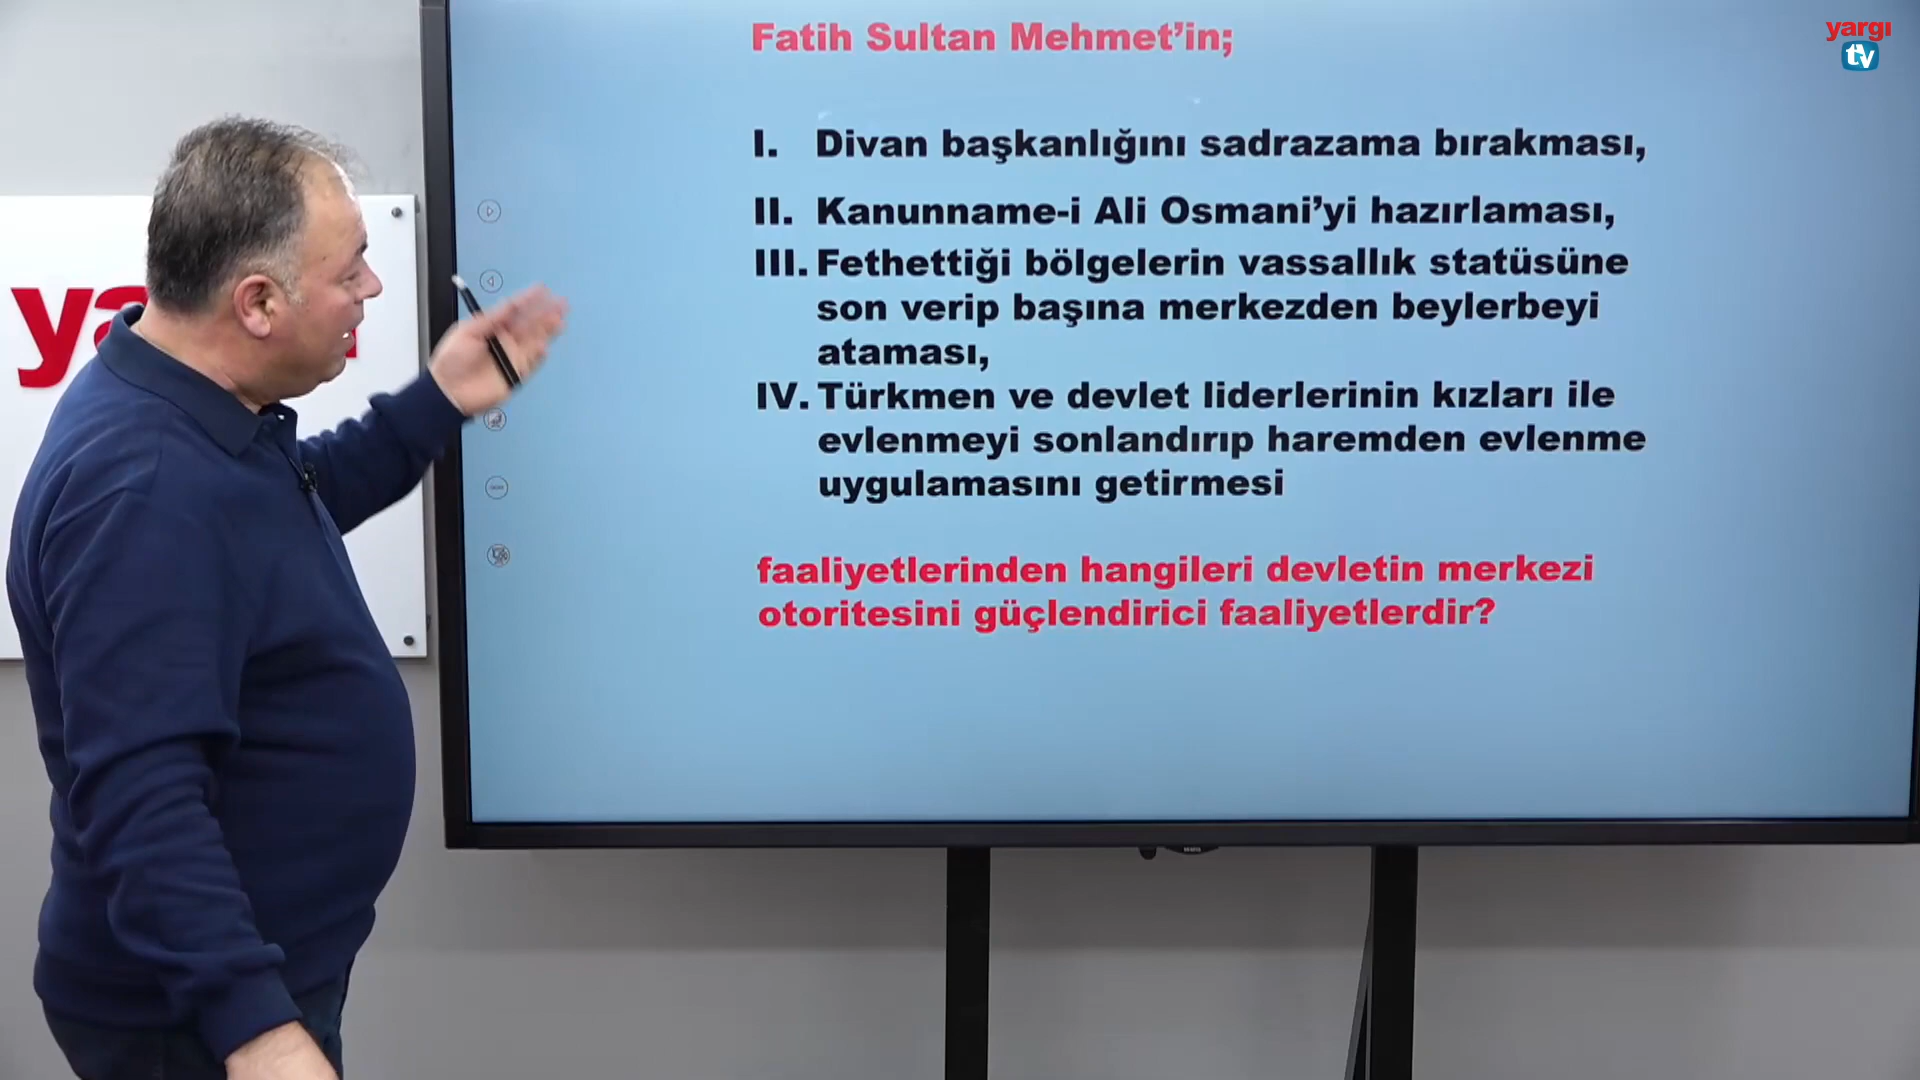 yargı
tv
Fatih Sultan Mehmet’in;
I. Divan başkanlığını sadrazama bırakması,
II. Kanunname-i Ali Osmani’yi hazırlaması,
III. Fethettiği bölgelerin vassallık statüsüne
son verip başına merkezden beylerbeyi
ataması,
IV. Türkmen ve devlet liderlerinin kızları ile
evlenmeyi sonlandırıp haremden evlenme
uygulamasını getirmesi
faaliyetlerinden hangileri devletin merkezi
otoritesini güçlendirici faaliyetlerdir?